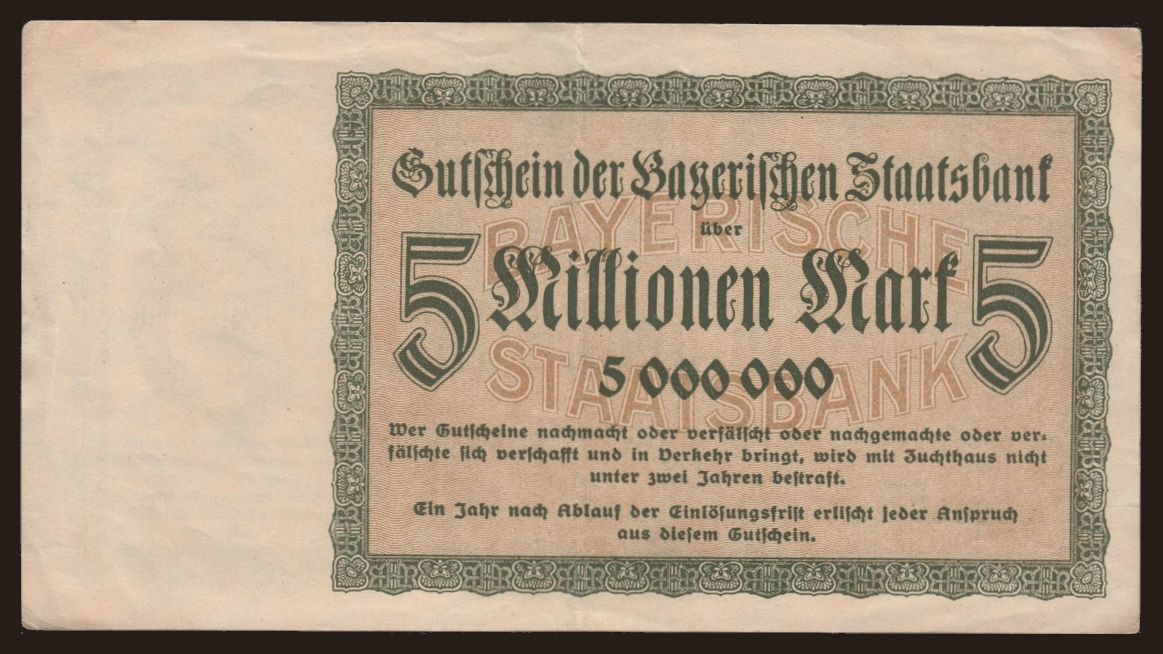 Gutschein der Bayerischen Staatsbank
über
BAYERISCHE
5 Millionen Mark 5
STAATSBANK
5 000 000
Wer Gutscheine nachmacht oder verfälscht oder nachgemachte oder ver-
fälschte sich verschafft und in Verkehr bringt, wird mit Zuchthaus nicht
unter zwei Jahren bestraft.
Ein Jahr nach Ablauf der Einlösungsfrist erlischt jeder Anspruch
aus diesem Gutschein.